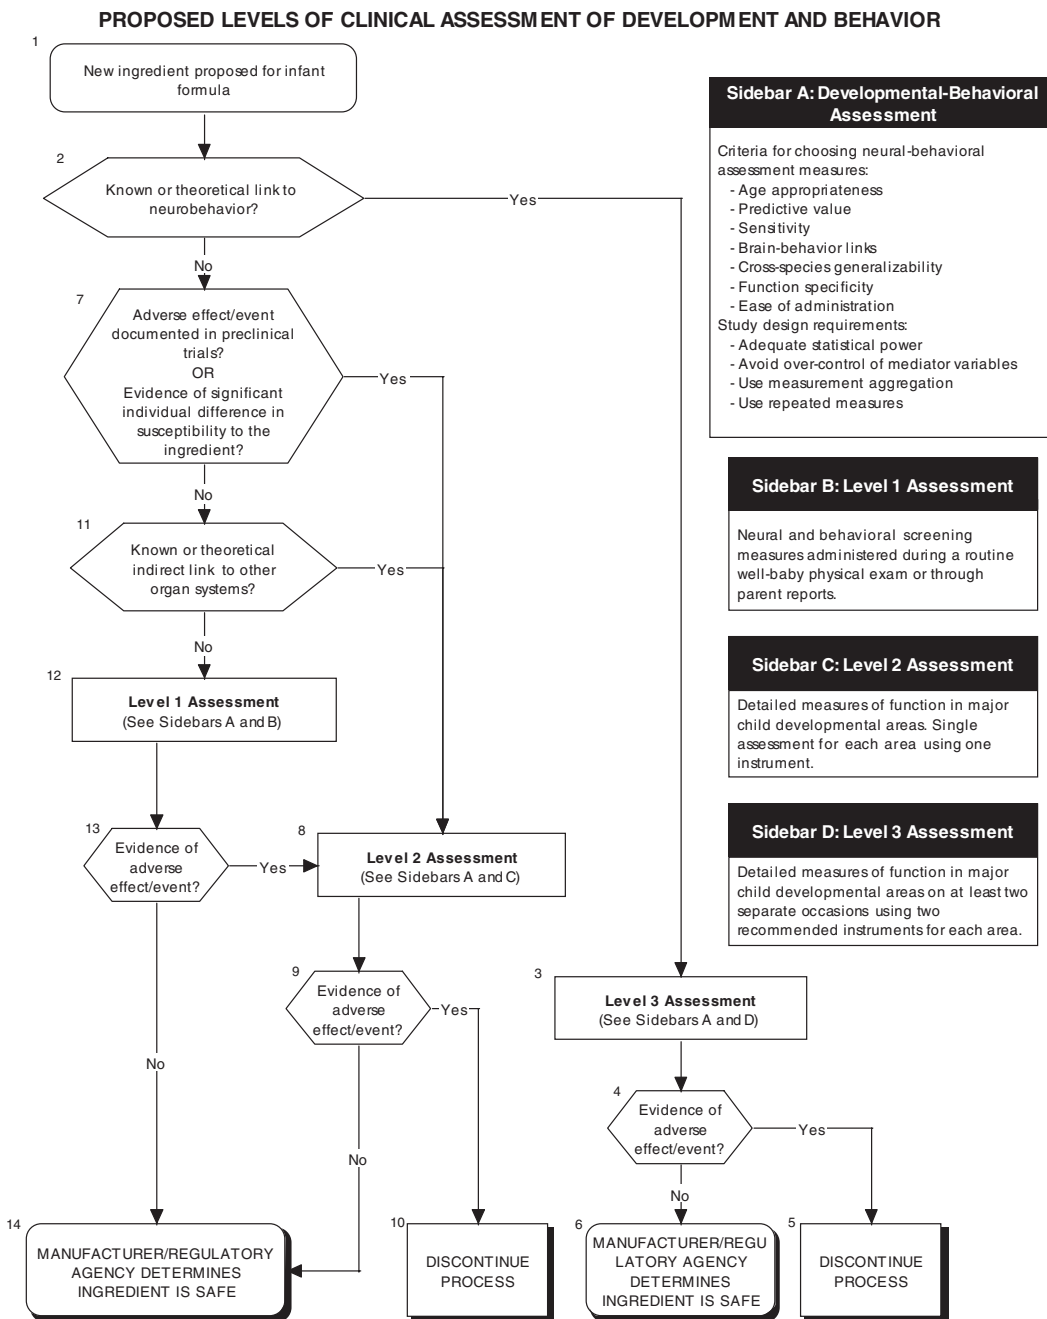 PROPOSED LEVELS OF CLINICAL ASSESSMENT OF DEVELOPMENT AND BEHAVIOR
1
New ingredient proposed for infant
formula
2
Known or theoretical link to
neurobehavior?
Yes
No
7
Adverse effect/event
documented in preclinical
trials?
OR
Evidence of significant
individual difference in
susceptibility to the
ingredient?
Yes
No
11
Known or theoretical
indirect link to other
organ systems?
Yes
No
12
Level 1 Assessment
(See Sidebars A and B)
13
Evidence of
adverse
effect/event?
Yes
No
8
Level 2 Assessment
(See Sidebars A and C)
9
Evidence of
adverse
effect/event?
Yes
No
3
Level 3 Assessment
(See Sidebars A and D)
4
Evidence of
adverse
effect/event?
Yes
No
14
MANUFACTURER/REGULATORY
AGENCY DETERMINES
INGREDIENT IS SAFE
10
DISCONTINUE
PROCESS
6
MANUFACTURER/REGU
LATORY AGENCY
DETERMINES
INGREDIENT IS SAFE
5
DISCONTINUE
PROCESS
Sidebar A: Developmental-Behavioral
Assessment
Criteria for choosing neural-behavioral
assessment measures:
- Age appropriateness
- Predictive value
- Sensitivity
- Brain-behavior links
- Cross-species generalizability
- Function specificity
- Ease of administration
Study design requirements:
- Adequate statistical power
- Avoid over-control of mediator variables
- Use measurement aggregation
- Use repeated measures
Sidebar B: Level 1 Assessment
Neural and behavioral screening
measures administered during a routine
well-baby physical exam or through
parent reports.
Sidebar C: Level 2 Assessment
Detailed measures of function in major
child developmental areas. Single
assessment for each area using one
instrument.
Sidebar D: Level 3 Assessment
Detailed measures of function in major
child developmental areas on at least two
separate occasions using two
recommended instruments for each area.